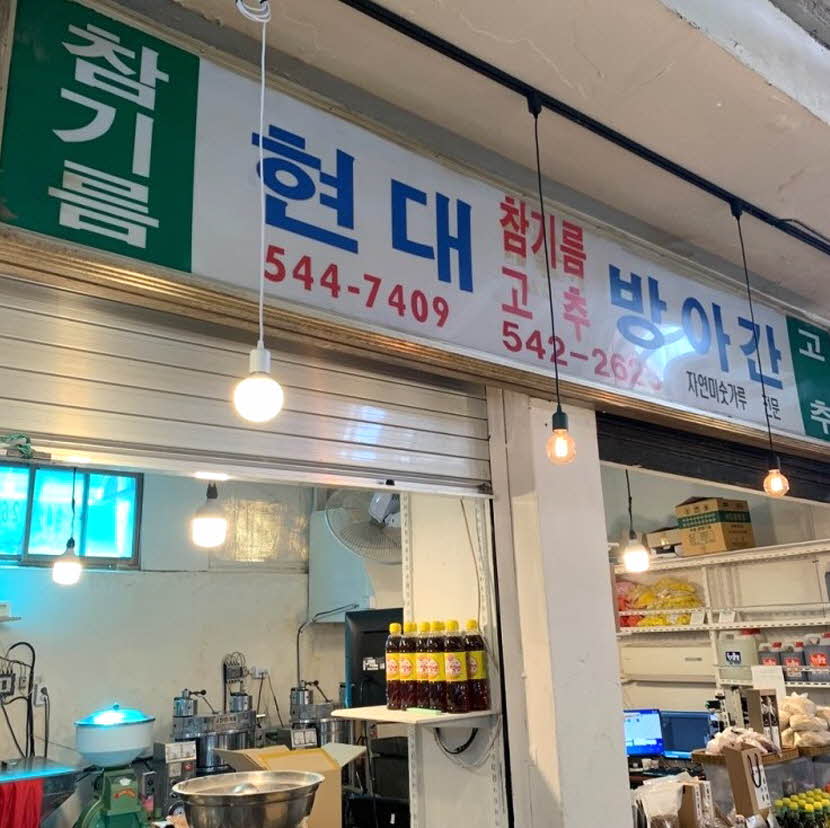 참기름
현대
544-7409
참기름
고추
542-262
방아간
자연미숫가루 전문
고추